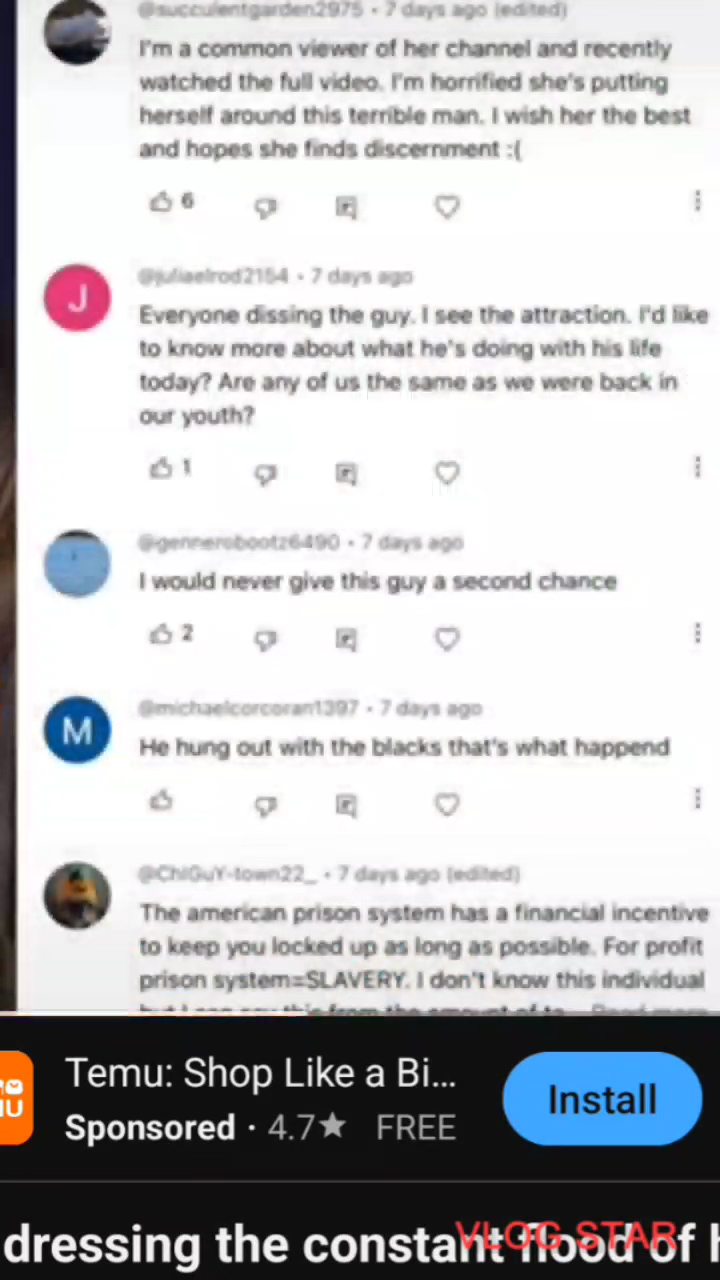 @succulentgarden2975 • 7 days ago (edited)
I'm a common viewer of her channel and recently
watched the full video. I'm horrified she's putting
herself around this terrible man. I wish her the best
and hopes she finds discernment :(
6
J
@juliaelrod2154 • 7 days ago
Everyone dissing the guy. I see the attraction. I'd like
to know more about what he's doing with his life
today? Are any of us the same as we were back in
our youth?
1
@gennerobootz6490 • 7 days ago
I would never give this guy a second chance
2
M
@michaelcorcoran1397 • 7 days ago
He hung out with the blacks that's what happend
@ChIGuY-town22_ • 7 days ago (edited)
The american prison system has a financial incentive
to keep you locked up as long as possible. For profit
prison system=SLAVERY. I don't know this individual
Temu: Shop Like a Bi...
Sponsored · 4.7★ FREE
Install
dressing the constant flood of
VLOG STAR